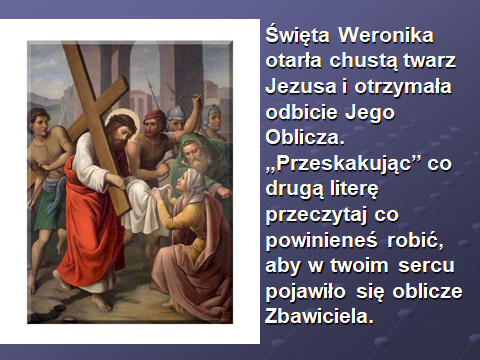 Święta Weronika
otarła chustą twarz
Jezusa i otrzymała
odbicie Jego
Oblicza.
„Przeskakując” co
drugą literę
przeczytaj co
powinieneś robić,
aby w twoim sercu
pojawiło się oblicze
Zbawiciela.